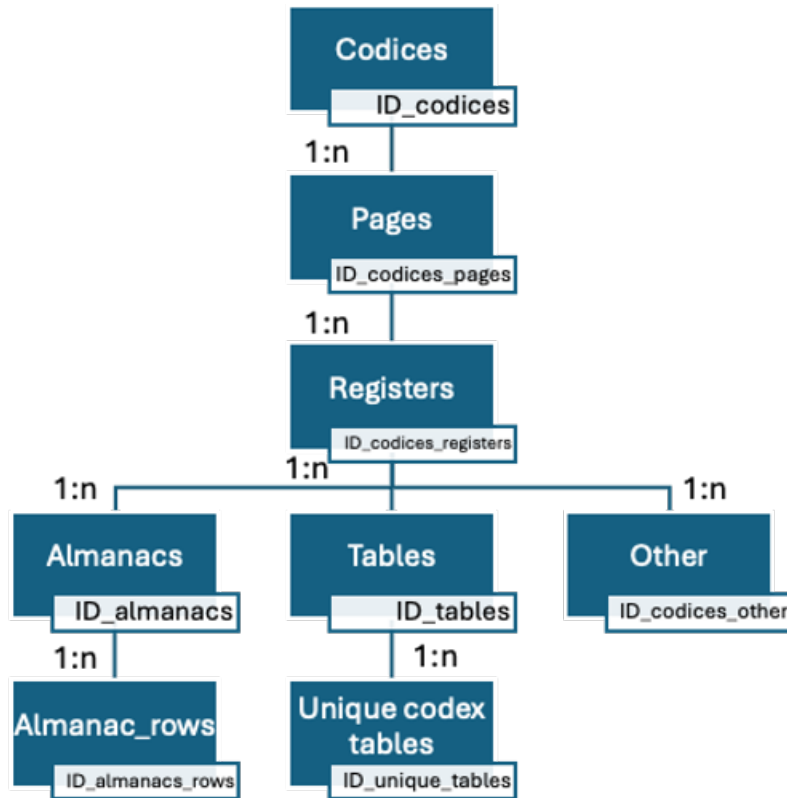 Codices
ID_codices
1:n
Pages
ID_codices_pages
1:n
Registers
ID_codices_registers
1:n
1:n
1:n
Almanacs
ID_almanacs
Tables
ID_tables
Other
ID_codices_other
1:n
1:n
Almanac_rows
ID_almanacs_rows
Unique codex
tables
ID_unique_tables